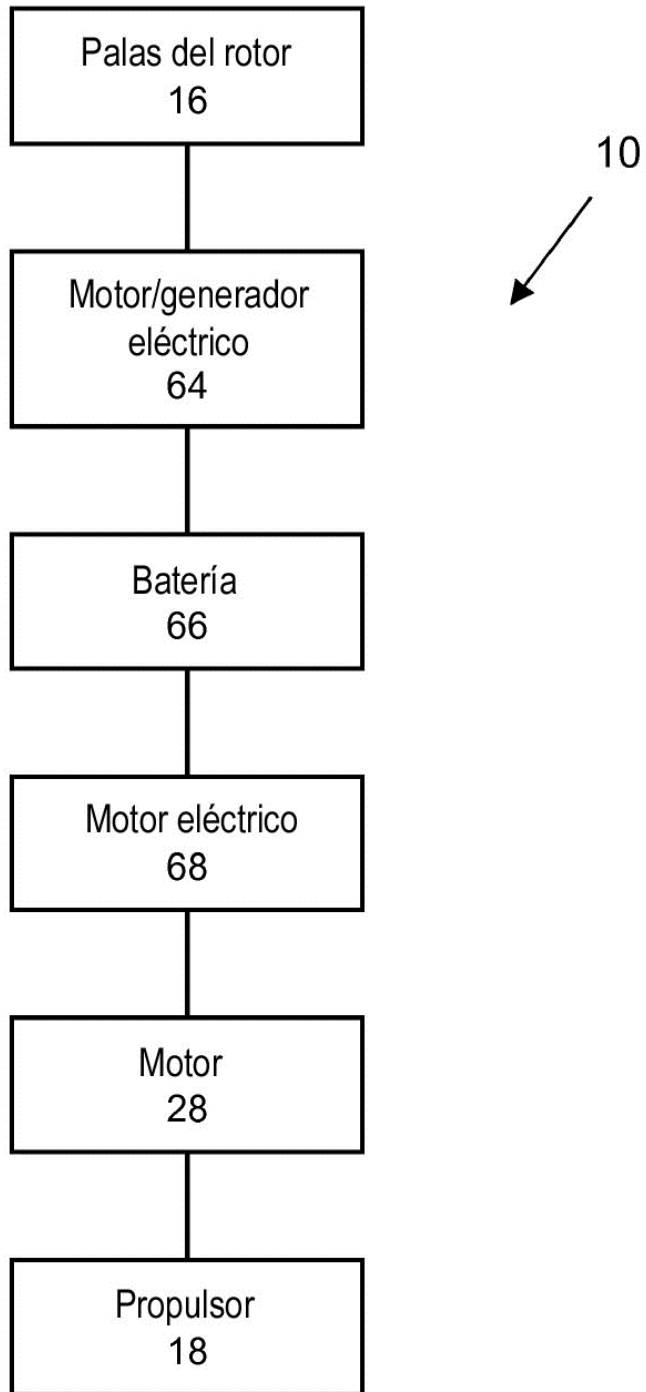 Palas del rotor
16
10
Motor/generador
eléctrico
64
Batería
66
Motor eléctrico
68
Motor
28
Propulsor
18